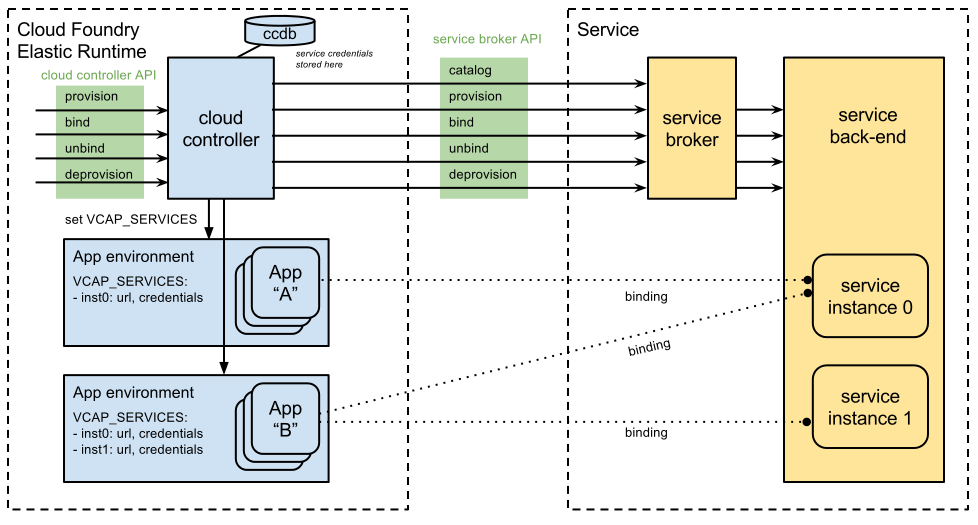 Cloud Foundry
Elastic Runtime
ccdb
service credentials
stored here
cloud controller API
provision
bind
unbind
deprovision
cloud
controller
service broker API
catalog
provision
bind
unbind
deprovision
Service
service
broker
service
back-end
set VCAP_SERVICES
App environment
VCAP_SERVICES:
- inst0: url, credentials
App
“A”
binding
service
instance 0
binding
App environment
VCAP_SERVICES:
- inst0: url, credentials
- inst1: url, credentials
App
“B”
binding
service
instance 1